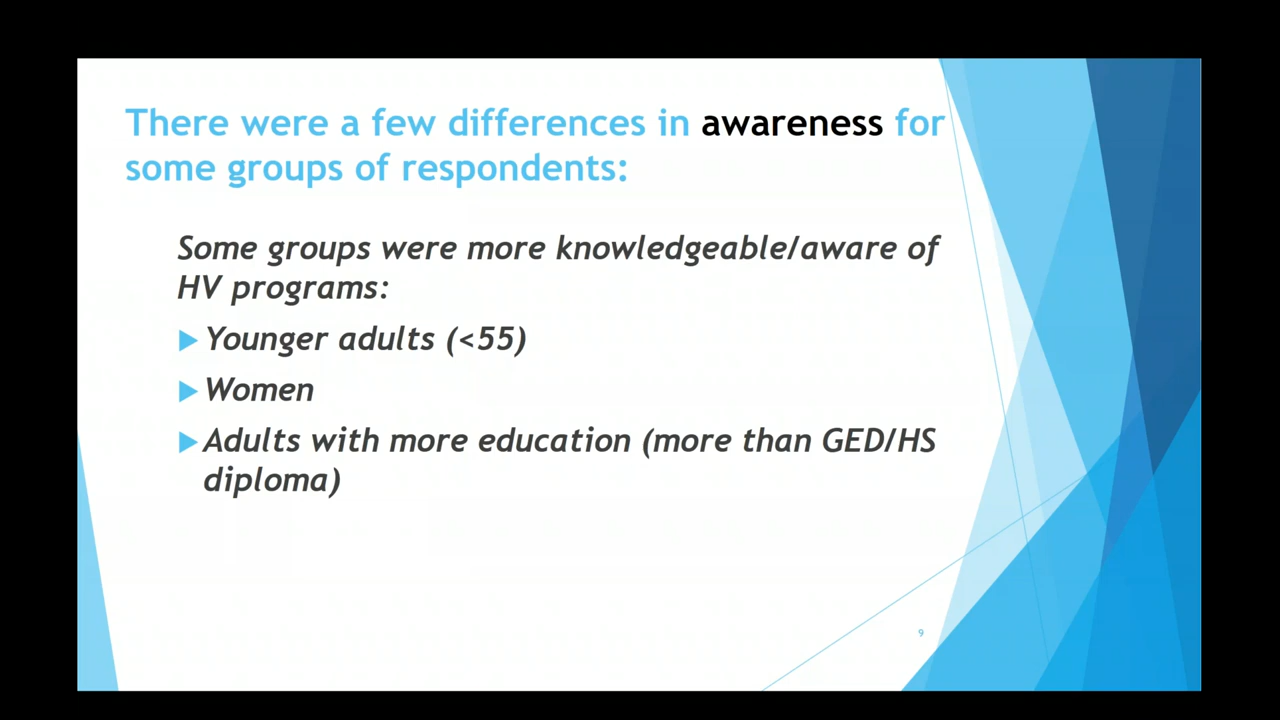 There were a few differences in awareness for
some groups of respondents:
Some groups were more knowledgeable/aware of
HV programs:
Younger adults (<55)
Women
Adults with more education (more than GED/HS
diploma)
9